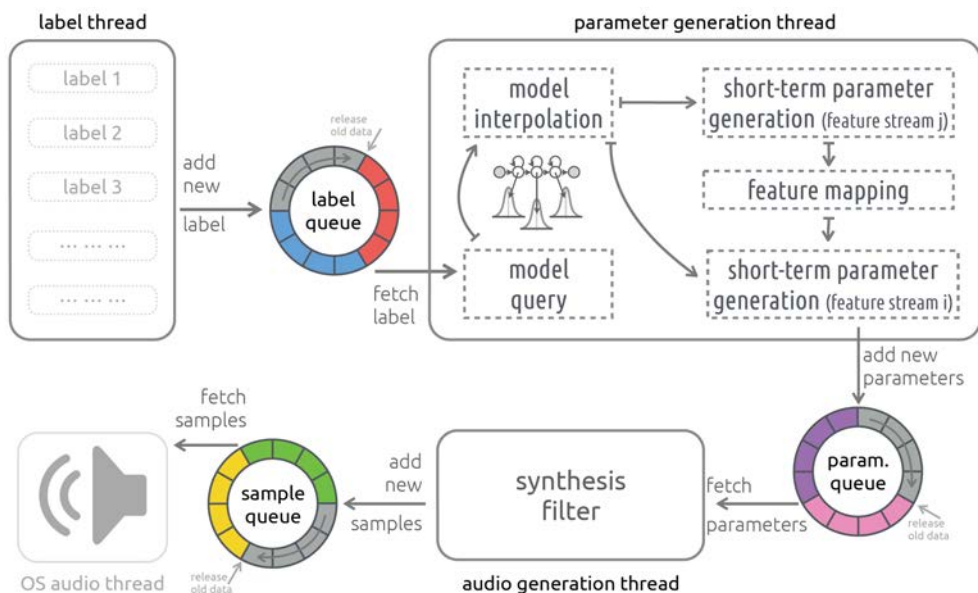 label thread
parameter generation thread
label 1
label 2
label 3
... ... ...
... ... ...
add
new
label
release
old data
label
queue
fetch
label
model
interpolation
model
query
short-term parameter
generation (feature stream j)
feature mapping
short-term parameter
generation (feature stream i)
add new
parameters
fetch
samples
OS audio thread
sample
queue
release
old data
add
new
samples
synthesis
filter
audio generation thread
fetch
parameters
param.
queue
release
old data